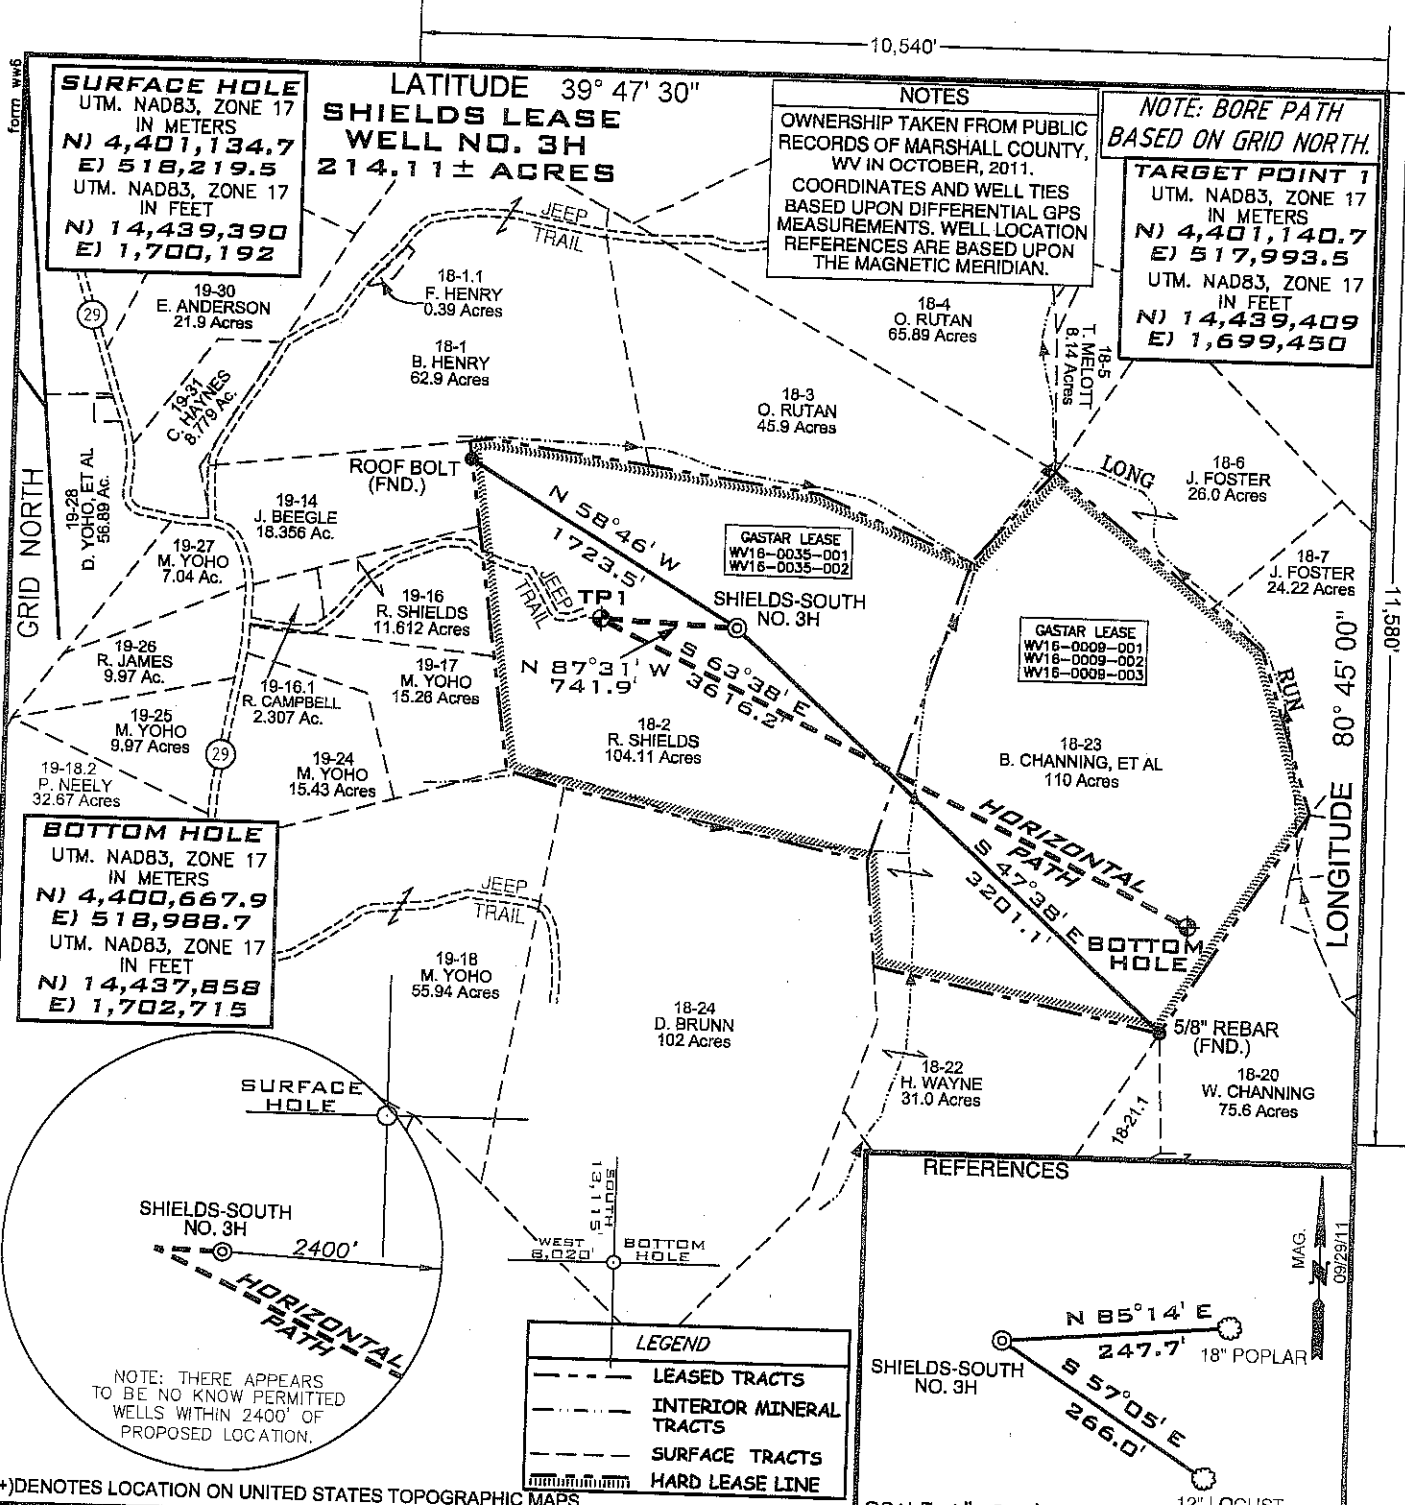 10,540'
form ww6
SURFACE HOLE
UTM. NAD83, ZONE 17
IN METERS
N) 4,401,134.7
E) 518,219.5
UTM. NAD83, ZONE 17
IN FEET
N) 14,439,390
E) 1,700,192
LATITUDE 39° 47' 30"
SHIELDS LEASE
WELL NO. 3H
214.11± ACRES
NOTES
OWNERSHIP TAKEN FROM PUBLIC
RECORDS OF MARSHALL COUNTY,
WV IN OCTOBER, 2011.
COORDINATES AND WELL TIES
BASED UPON DIFFERENTIAL GPS
MEASUREMENTS. WELL LOCATION
REFERENCES ARE BASED UPON
THE MAGNETIC MERIDIAN.
NOTE: BORE PATH
BASED ON GRID NORTH.
TARGET POINT 1
UTM. NAD83, ZONE 17
IN METERS
N) 4,401,140.7
E) 517,993.5
UTM. NAD83, ZONE 17
IN FEET
N) 14,439,409
E) 1,699,450
JEEP
TRAIL
19-30
E. ANDERSON
21.9 Acres
29
18-1.1
F. HENRY
0.39 Acres
18-1
B. HENRY
62.9 Acres
18-4
O. RUTAN
65.89 Acres
18-5
T. MELOTT
8.14 Acres
19-31
C. HAYNES
8.779 Ac.
18-3
O. RUTAN
45.9 Acres
19-28
D. YOHO, ET AL
56.89 Ac.
GRID NORTH
ROOF BOLT
(FND.)
19-14
J. BEEGLE
18.356 Ac.
LONG
18-6
J. FOSTER
26.0 Acres
18-7
J. FOSTER
24.22 Acres
19-27
M. YOHO
7.04 Ac.
N 58°46' W
1723.5'
GASTAR LEASE
WV16-0035-001
WV16-0035-002
19-16
R. SHIELDS
11.612 Acres
JEEP
TRAIL
TP1
SHIELDS-SOUTH
NO. 3H
GASTAR LEASE
WV16-0009-001
WV16-0009-002
WV16-0009-003
11,580'
19-26
R. JAMES
9.97 Ac.
19-16.1
R. CAMPBELL
2.307 Ac.
19-17
M. YOHO
15.26 Acres
N 87°31' W
741.9'
S 63°38' E
3616.2'
RUN
LONGITUDE 80° 45' 00"
19-25
M. YOHO
9.97 Acres
29
18-2
R. SHIELDS
104.11 Acres
18-23
B. CHANNING, ET AL
110 Acres
19-18.2
P. NEELY
32.67 Acres
19-24
M. YOHO
15.43 Acres
BOTTOM HOLE
UTM. NAD83, ZONE 17
IN METERS
N) 4,400,667.9
E) 518,988.7
UTM. NAD83, ZONE 17
IN FEET
N) 14,437,858
E) 1,702,715
HORIZONTAL
PATH
S 47°38' E
3201.1'
BOTTOM
HOLE
JEEP
TRAIL
19-18
M. YOHO
55.94 Acres
18-24
D. BRUNN
102 Acres
5/8" REBAR
(FND.)
18-22
H. WAYNE
31.0 Acres
18-20
W. CHANNING
75.6 Acres
18-21.1
SURFACE
HOLE
SHIELDS-SOUTH
NO. 3H
2400'
HORIZONTAL
PATH
NOTE: THERE APPEARS
TO BE NO KNOW PERMITTED
WELLS WITHIN 2400' OF
PROPOSED LOCATION.
SOUTH
13,115'
WEST
8,020'
BOTTOM
HOLE
LEGEND
LEASED TRACTS
INTERIOR MINERAL
TRACTS
SURFACE TRACTS
HARD LEASE LINE
REFERENCES
MAG.
09/29/11
N 85°14' E
247.7'
18" POPLAR
SHIELDS-SOUTH
NO. 3H
S 57°05' E
266.0'
12" LOCUST
+)DENOTES LOCATION ON UNITED STATES TOPOGRAPHIC MAPS